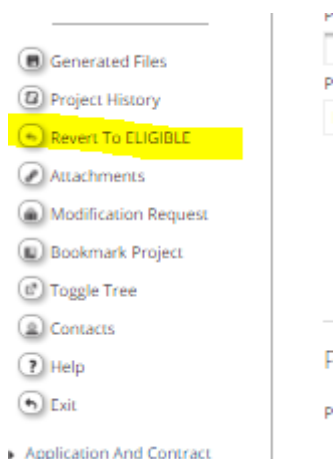 Generated Files
Project History
Revert To ELIGIBLE
Attachments
Modification Request
Bookmark Project
Toggle Tree
Contacts
? Help
Exit
Application And Contract